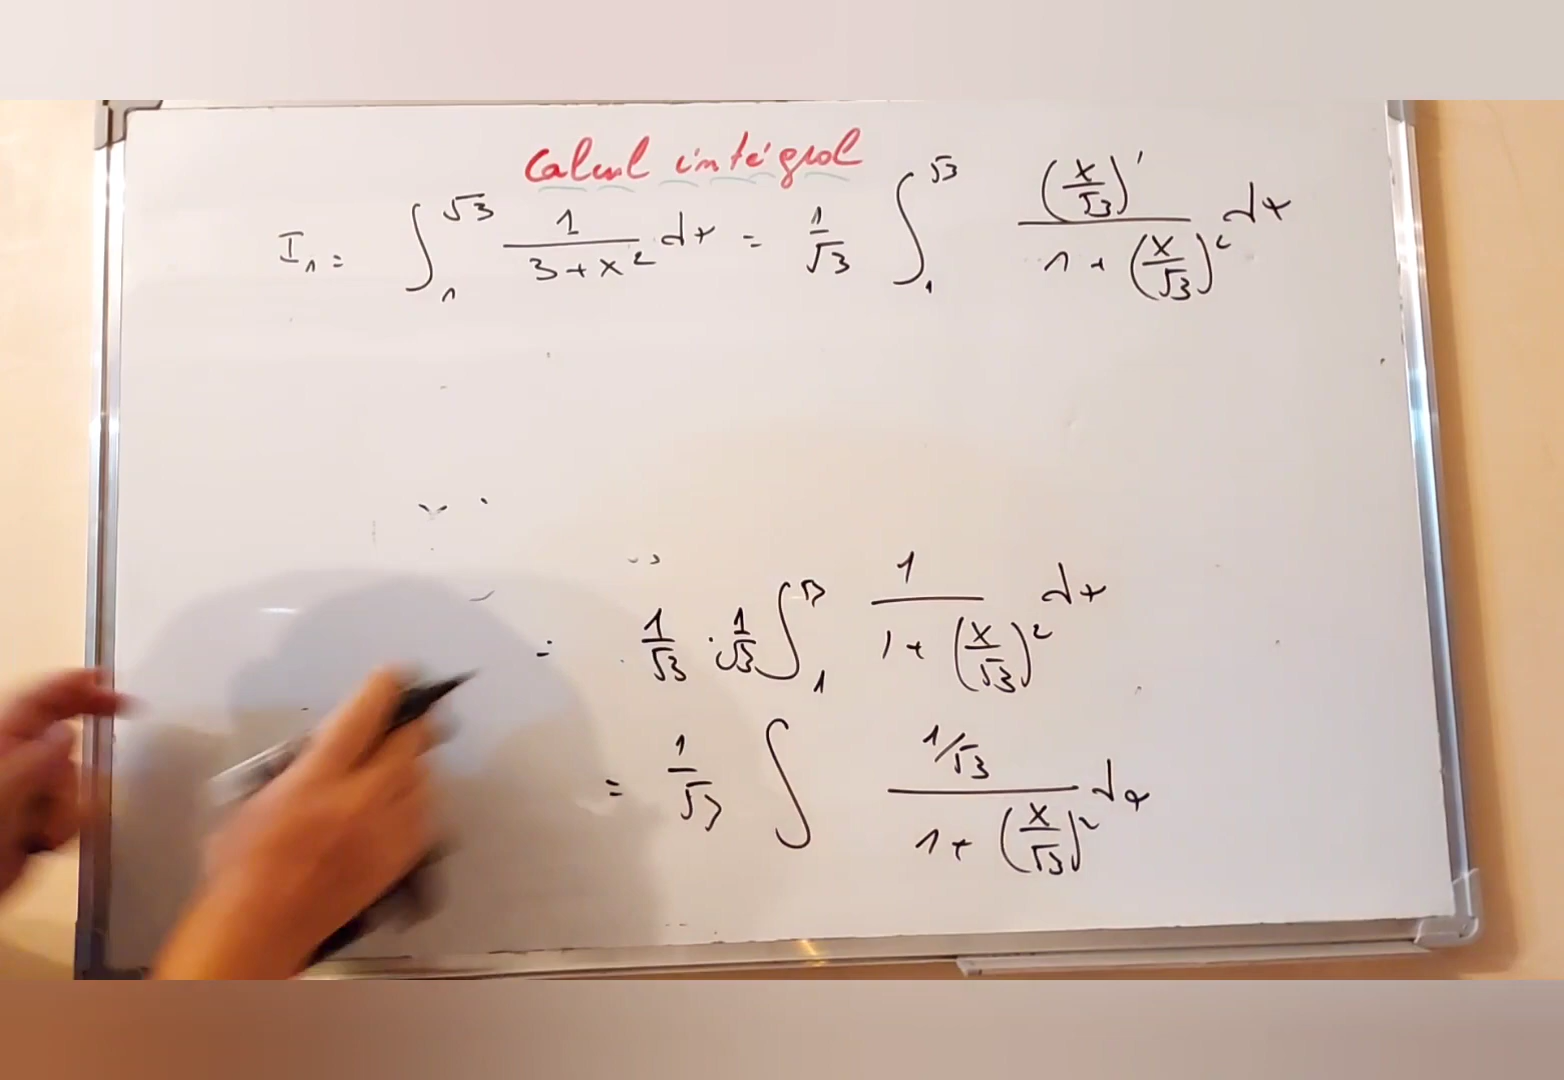 Calcul intégral
I₁ = ∫₁^√3 1/(3+x²) dx = 1/√3 ∫₁^√3 (x/√3)'/(1+(x/√3)²) dx
= 1/√3 · 1/√3 ∫₁^√3 1/(1+(x/√3)²) dx
= 1/√3 ∫ (1/√3)/(1+(x/√3)²) dx